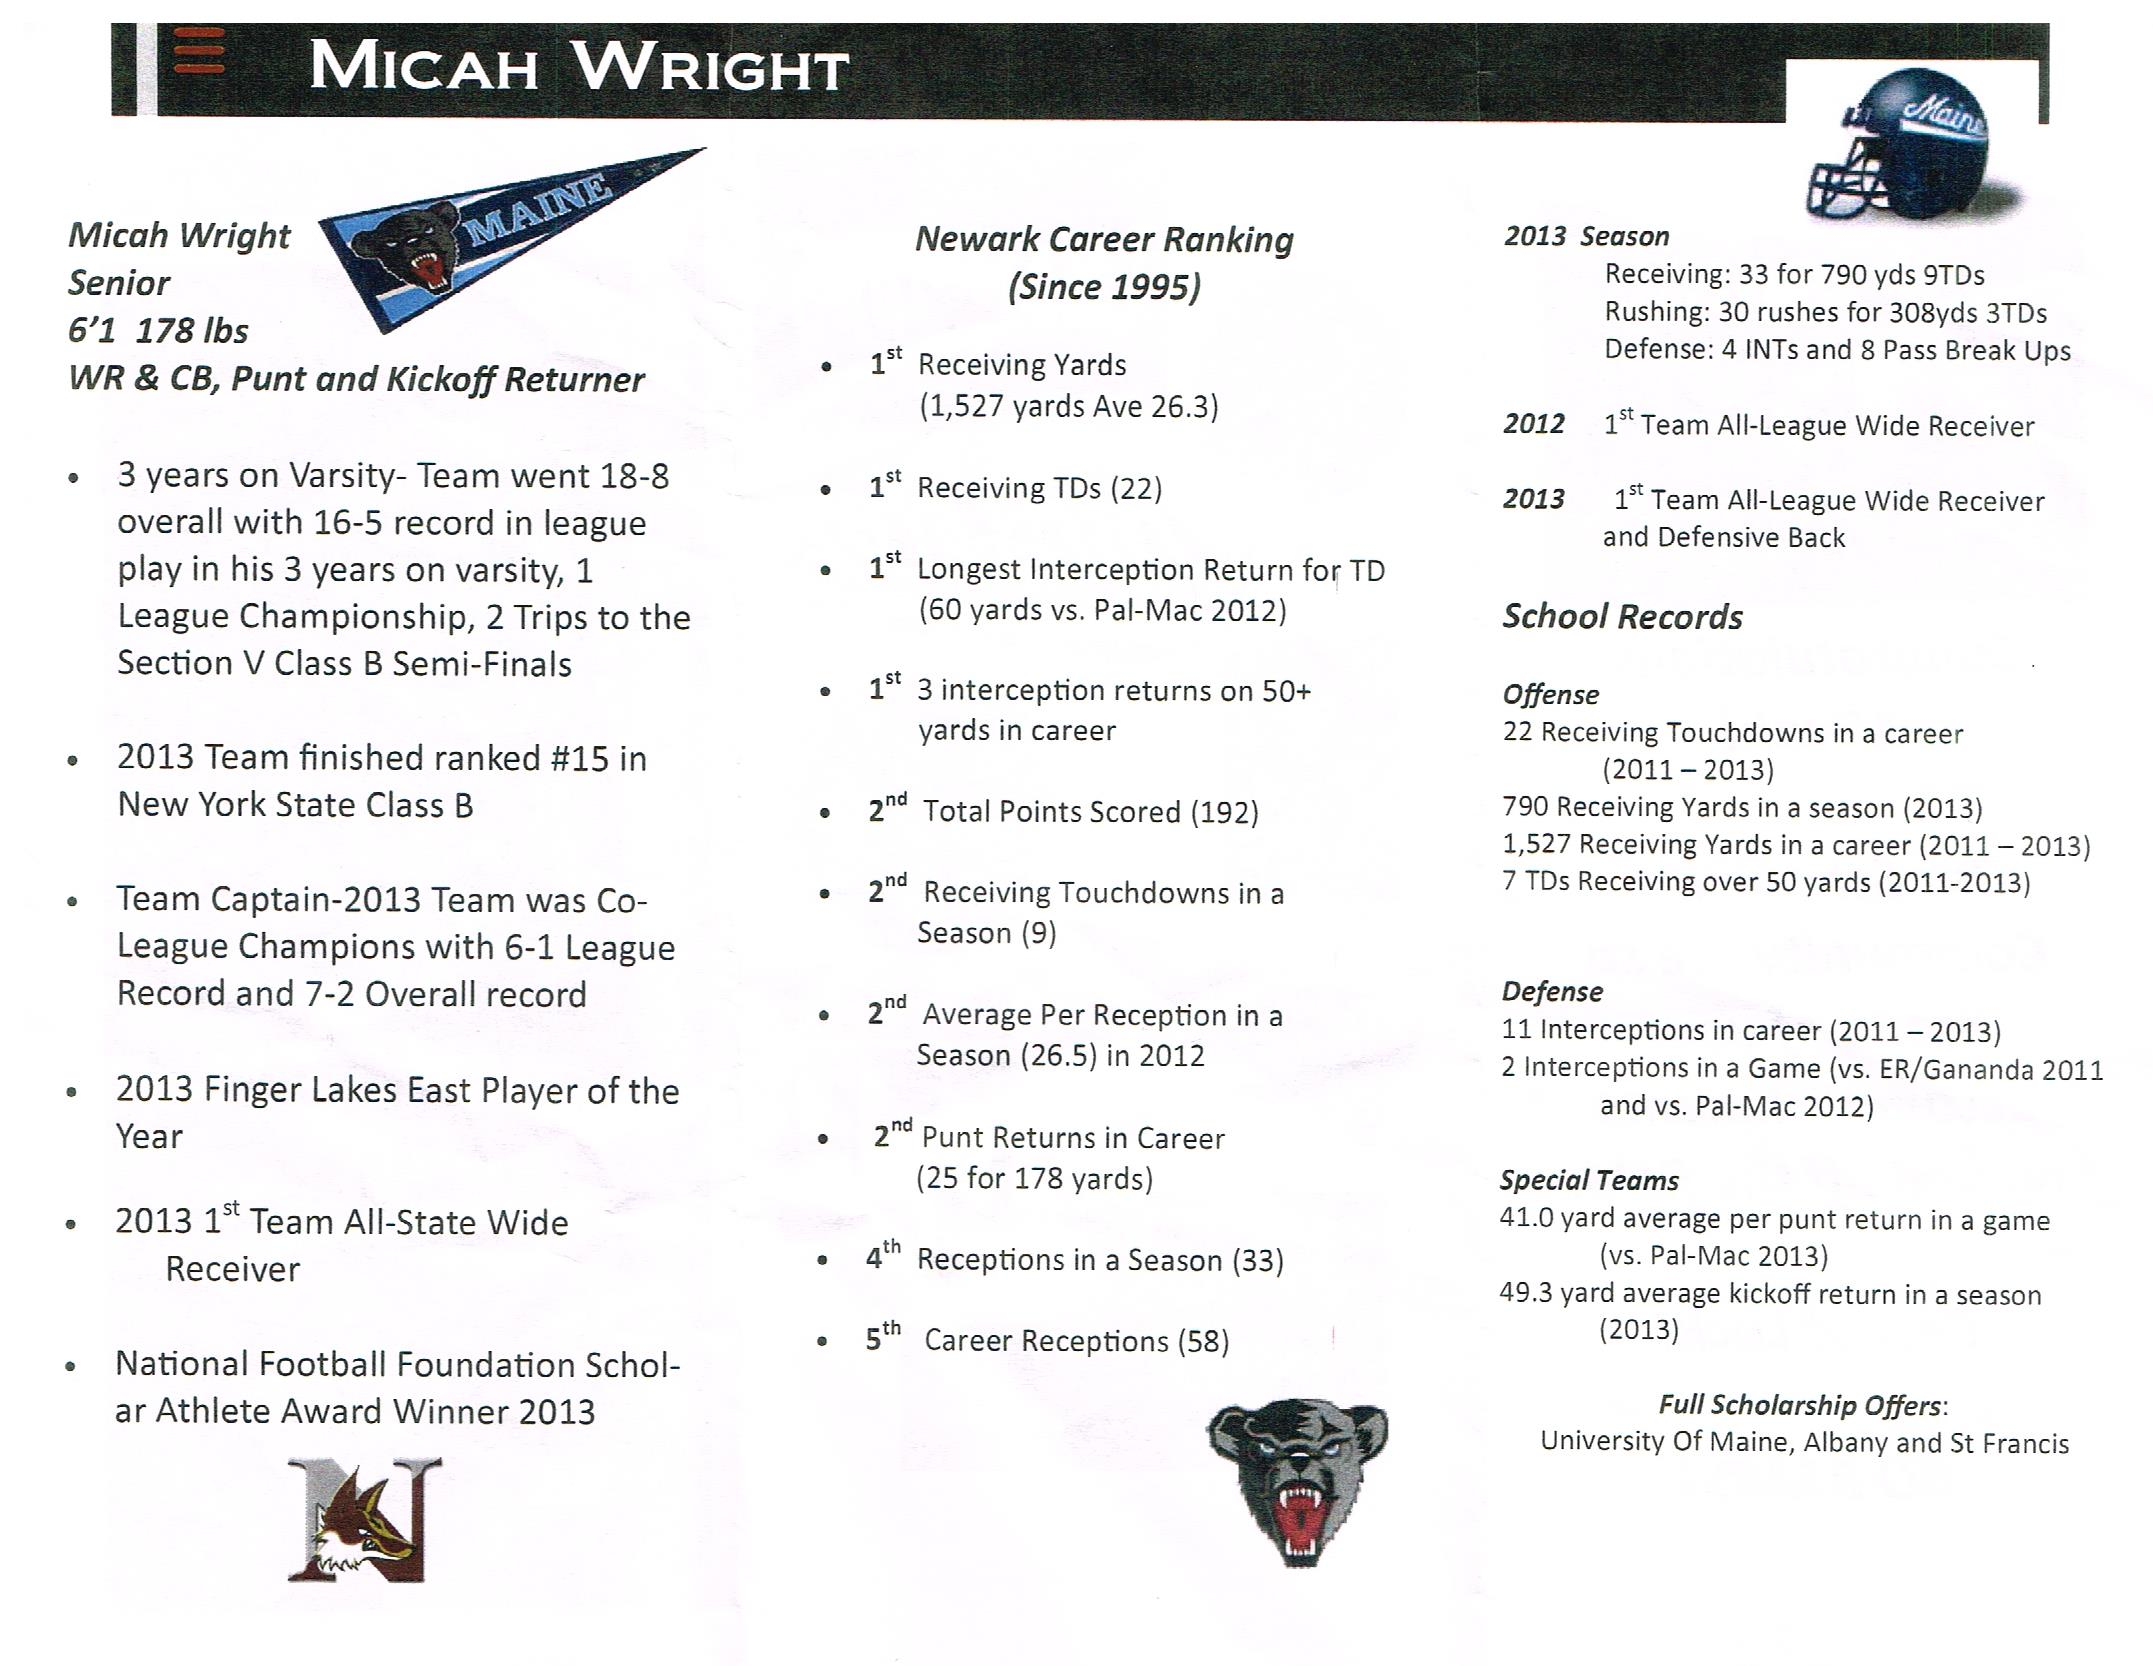 MICAH WRIGHT
Maine
MAINE
Micah Wright
Senior
6'1 178 lbs
WR & CB, Punt and Kickoff Returner
• 3 years on Varsity- Team went 18-8
overall with 16-5 record in league
play in his 3 years on varsity, 1
League Championship, 2 Trips to the
Section V Class B Semi-Finals
• 2013 Team finished ranked #15 in
New York State Class B
• Team Captain-2013 Team was Co-
League Champions with 6-1 League
Record and 7-2 Overall record
• 2013 Finger Lakes East Player of the
Year
• 2013 1st Team All-State Wide
Receiver
• National Football Foundation Schol-
ar Athlete Award Winner 2013
N
Newark Career Ranking
(Since 1995)
• 1st Receiving Yards
(1,527 yards Ave 26.3)
• 1st Receiving TDs (22)
• 1st Longest Interception Return for TD
(60 yards vs. Pal-Mac 2012)
• 1st 3 interception returns on 50+
yards in career
• 2nd Total Points Scored (192)
• 2nd Receiving Touchdowns in a
Season (9)
• 2nd Average Per Reception in a
Season (26.5) in 2012
• 2nd Punt Returns in Career
(25 for 178 yards)
• 4th Receptions in a Season (33)
• 5th Career Receptions (58)
2013 Season
Receiving: 33 for 790 yds 9TDs
Rushing: 30 rushes for 308yds 3TDs
Defense: 4 INTs and 8 Pass Break Ups
2012 1st Team All-League Wide Receiver
2013 1st Team All-League Wide Receiver
and Defensive Back
School Records
Offense
22 Receiving Touchdowns in a career
(2011 – 2013)
790 Receiving Yards in a season (2013)
1,527 Receiving Yards in a career (2011 – 2013)
7 TDs Receiving over 50 yards (2011-2013)
Defense
11 Interceptions in career (2011 – 2013)
2 Interceptions in a Game (vs. ER/Gananda 2011
and vs. Pal-Mac 2012)
Special Teams
41.0 yard average per punt return in a game
(vs. Pal-Mac 2013)
49.3 yard average kickoff return in a season
(2013)
Full Scholarship Offers:
University Of Maine, Albany and St Francis